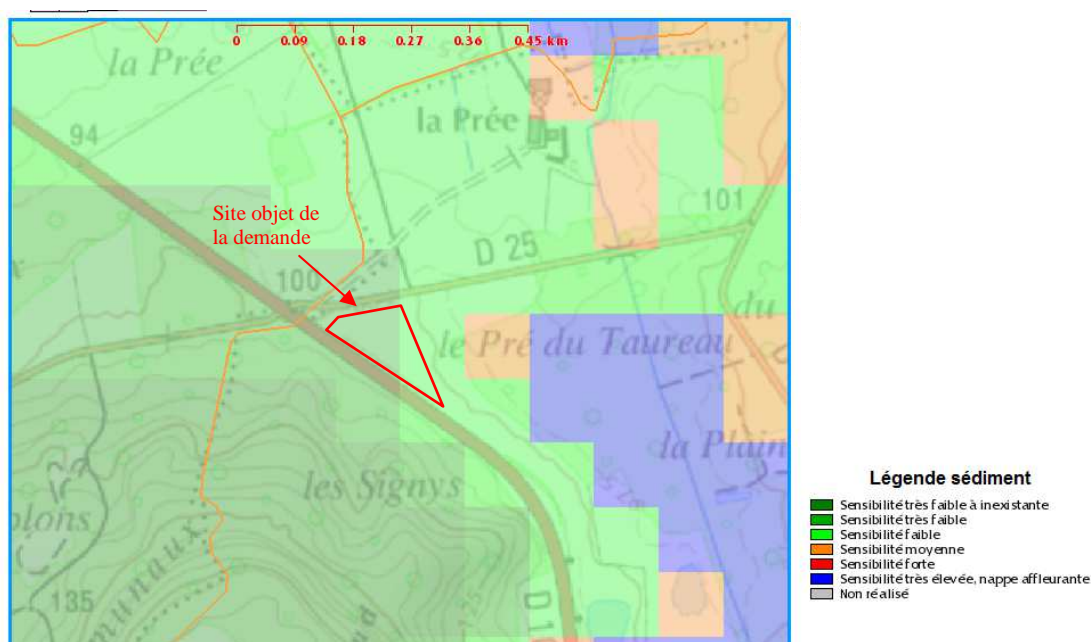 0 0.09 0.18 0.27 0.36 0.45 km
la Prée
94
la Prée
Site objet de
la demande
101
D 25
100
du
le Pré du Taureau
la Plain
les Signys
olons
munaux
135
D 1
Légende sédiment
Sensibilité très faible à inexistante
Sensibilité très faible
Sensibilité faible
Sensibilité moyenne
Sensibilité forte
Sensibilité très élevée, nappe affleurante
Non réalisé